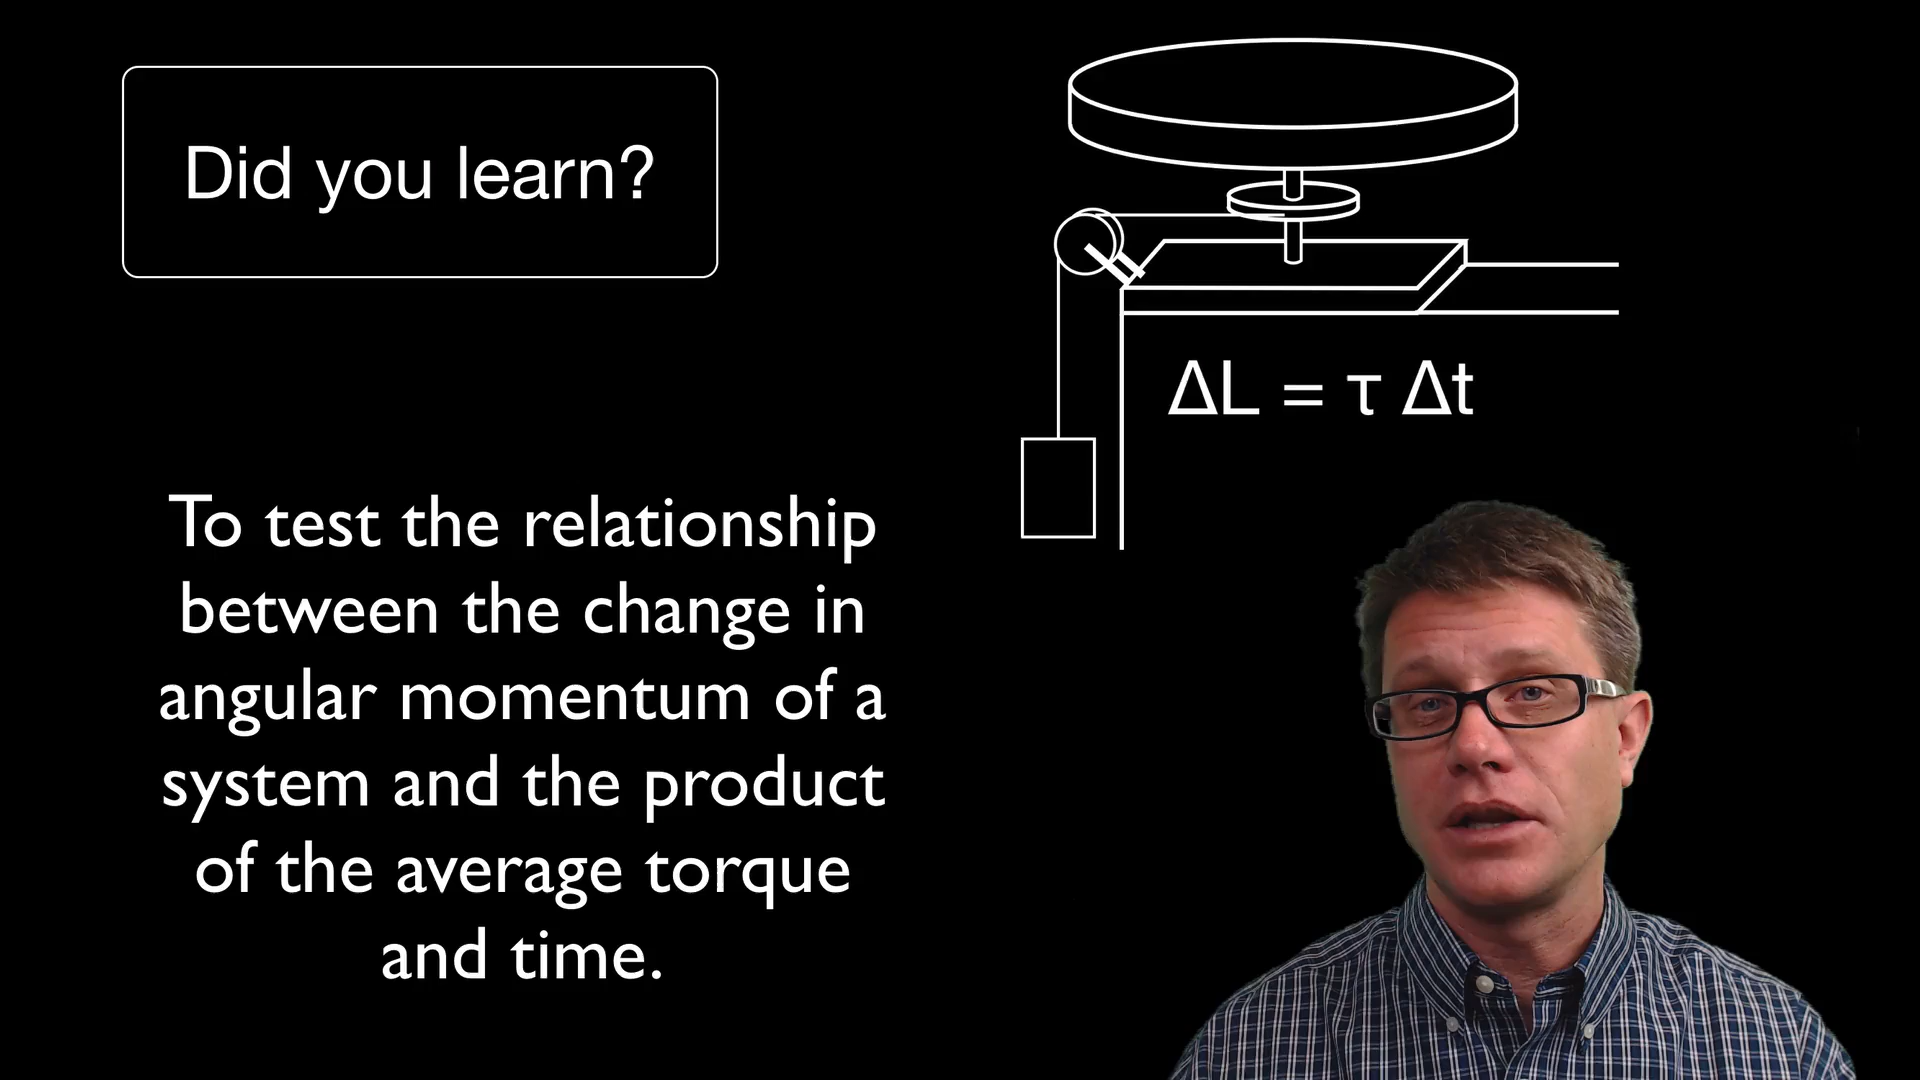 Did you learn?
ΔL = τ Δt
To test the relationship
between the change in
angular momentum of a
system and the product
of the average torque
and time.